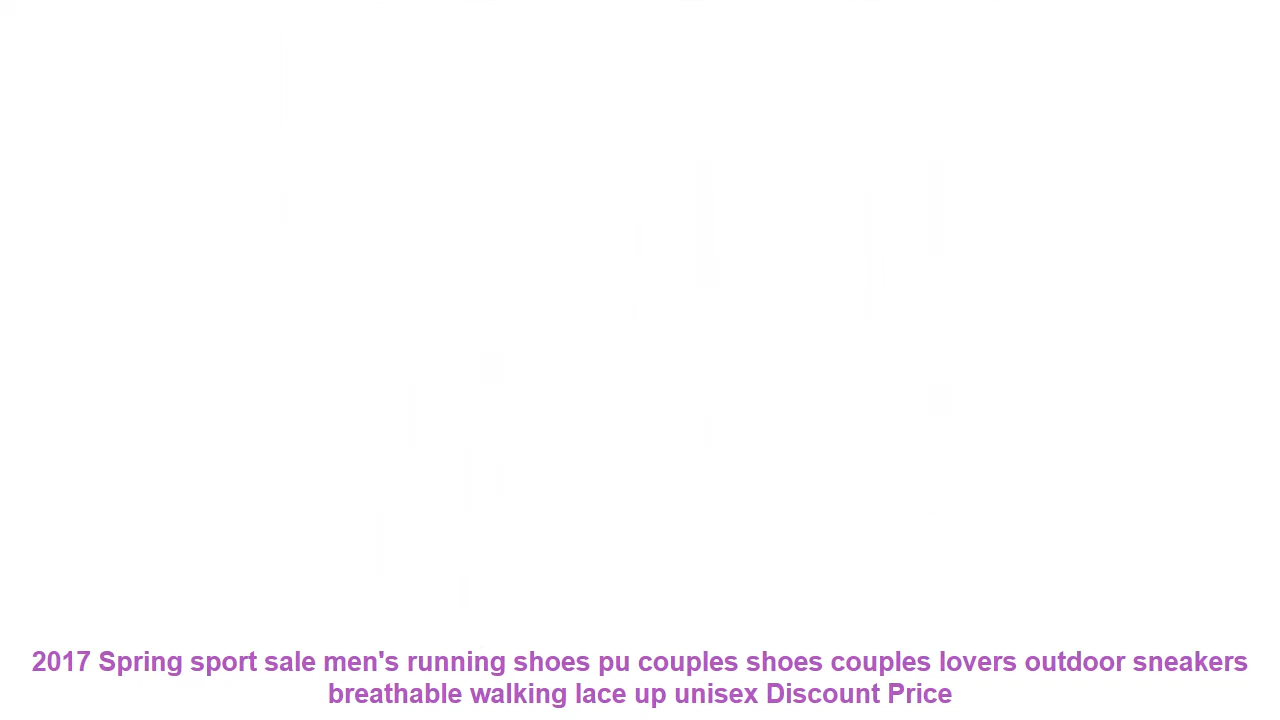 2017 Spring sport sale men's running shoes pu couples shoes couples lovers outdoor sneakers
breathable walking lace up unisex Discount Price